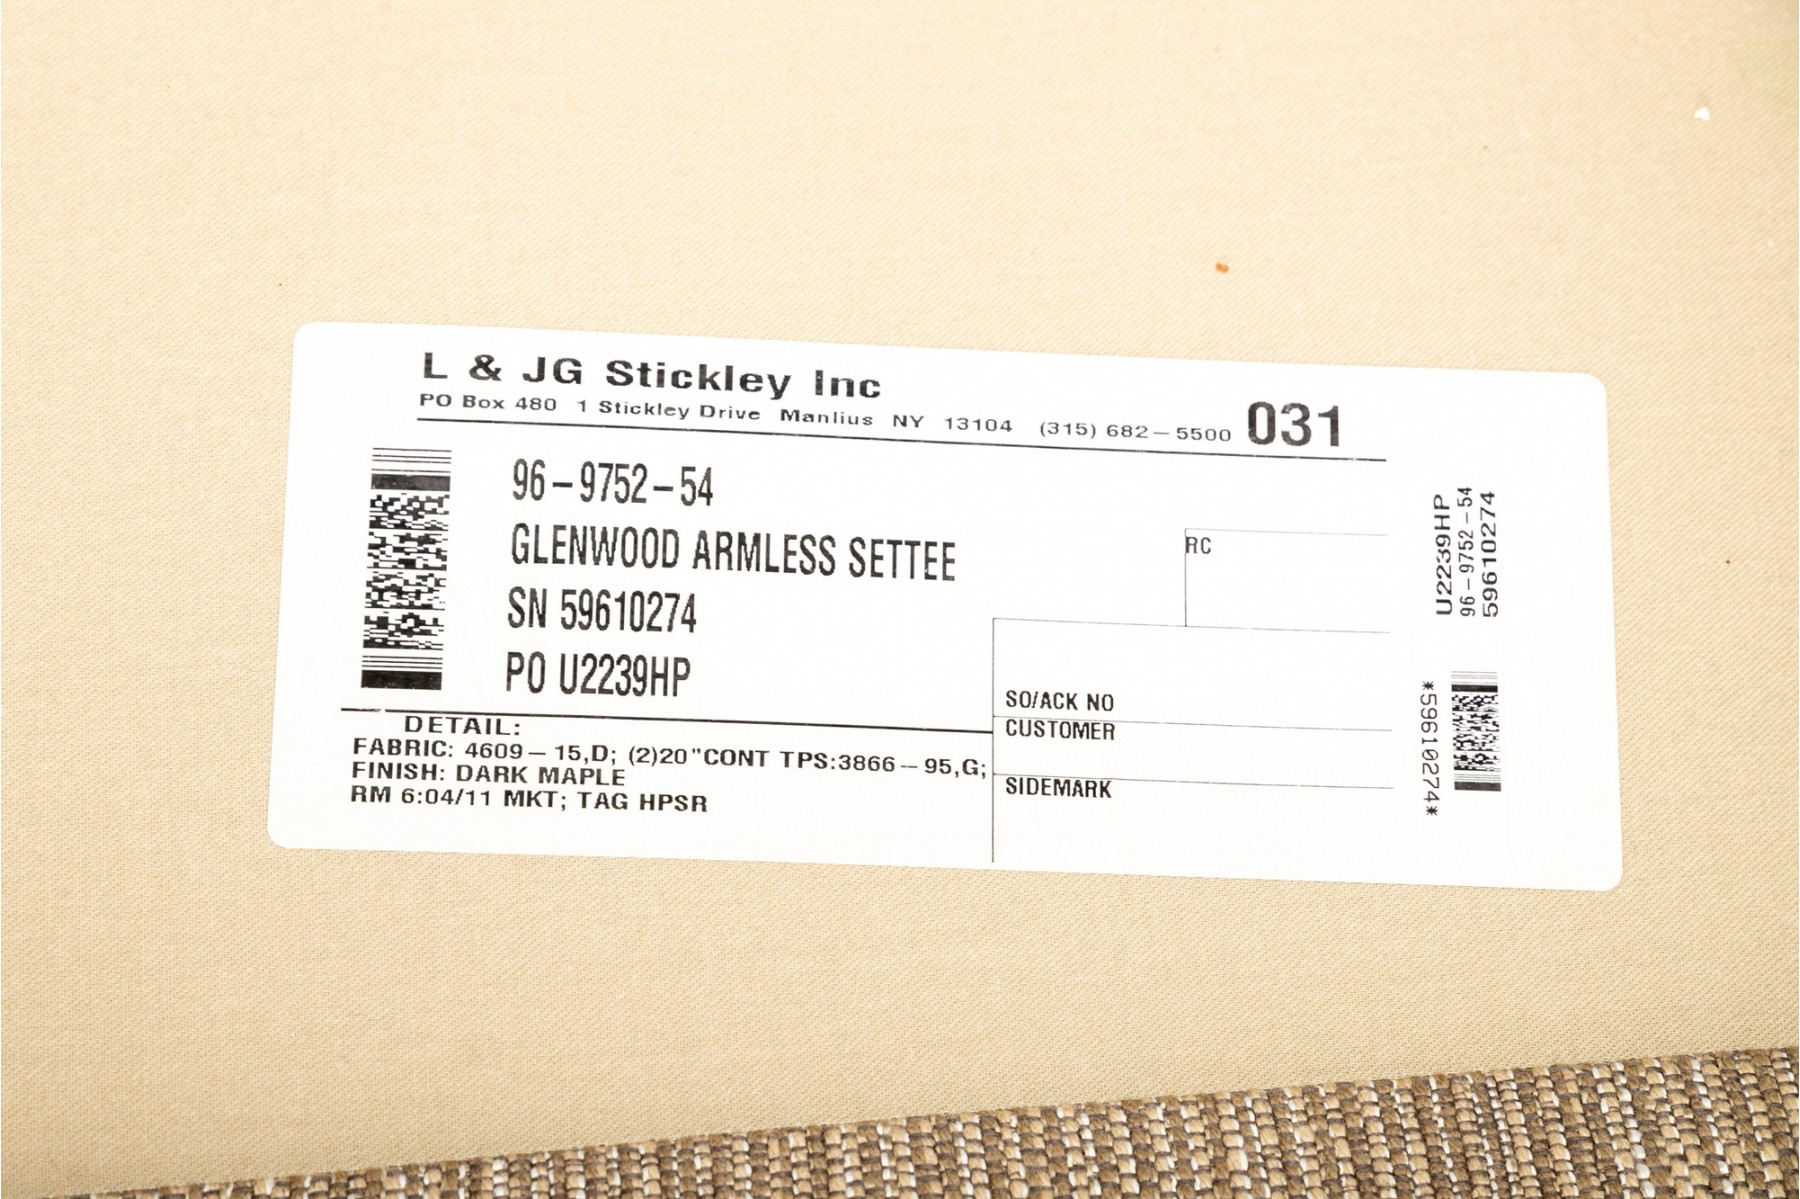 L & JG Stickley Inc
PO Box 480 1 Stickley Drive Manlius NY 13104 (315) 682-5500 031
96-9752-54
GLENWOOD ARMLESS SETTEE
SN 59610274
PO U2239HP
RC
SO/ACK NO
CUSTOMER
SIDEMARK
DETAIL:
FABRIC: 4609-15,D; (2)20"CONT TPS:3866-95,G;
FINISH: DARK MAPLE
RM 6:04/11 MKT; TAG HPSR
U2239HP
96-9752-54
59610274
*59610274*